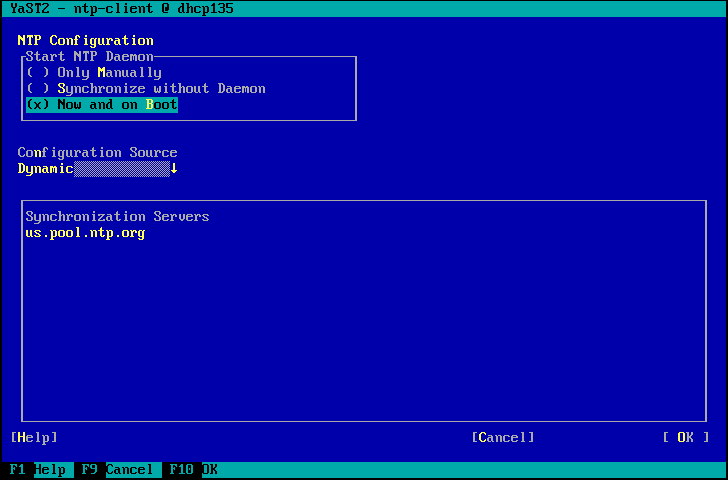 YaST2 - ntp-client @ dhcp135
NTP Configuration
Start NTP Daemon
( ) Only Manually
( ) Synchronize without Daemon
(x) Now and on Boot
Configuration Source
Dynamic▒▒▒▒▒▒▒▒▒▒▒▒↓
Synchronization Servers
us.pool.ntp.org
[Help] [Cancel] [ OK ]
F1 Help F9 Cancel F10 OK